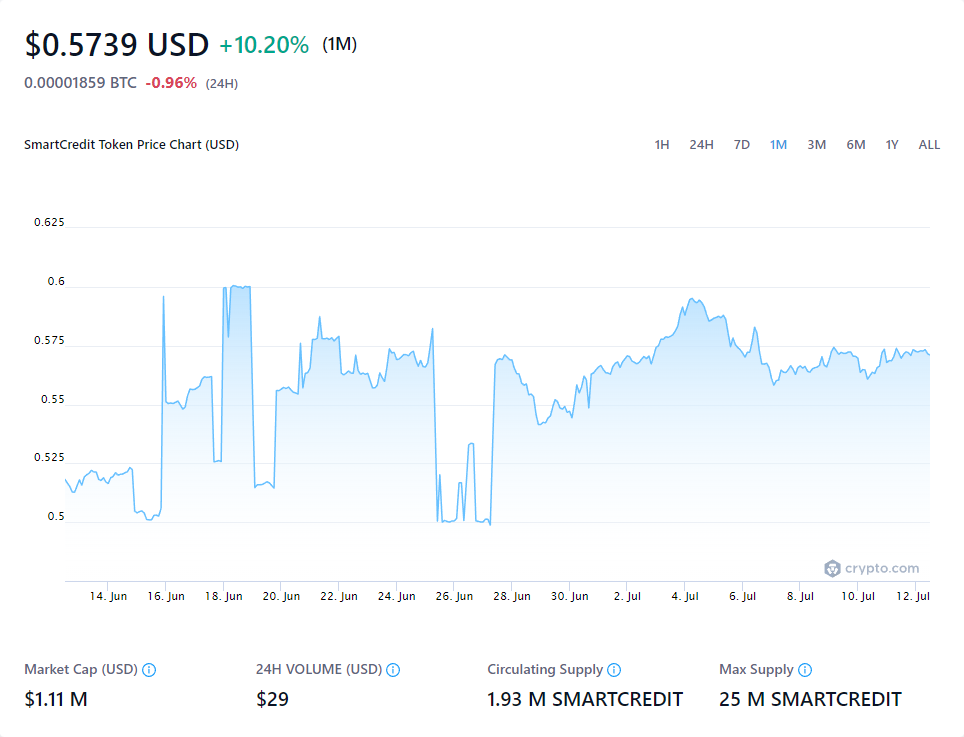 $0.5739 USD +10.20% (1M)
0.00001859 BTC -0.96% (24H)
SmartCredit Token Price Chart (USD) 1H 24H 7D 1M 3M 6M 1Y ALL
0.625
0.6
0.575
0.55
0.525
0.5
crypto.com
14. Jun 16. Jun 18. Jun 20. Jun 22. Jun 24. Jun 26. Jun 28. Jun 30. Jun 2. Jul 4. Jul 6. Jul 8. Jul 10. Jul 12. Jul
Market Cap (USD) 24H VOLUME (USD) Circulating Supply Max Supply
$1.11 M $29 1.93 M SMARTCREDIT 25 M SMARTCREDIT